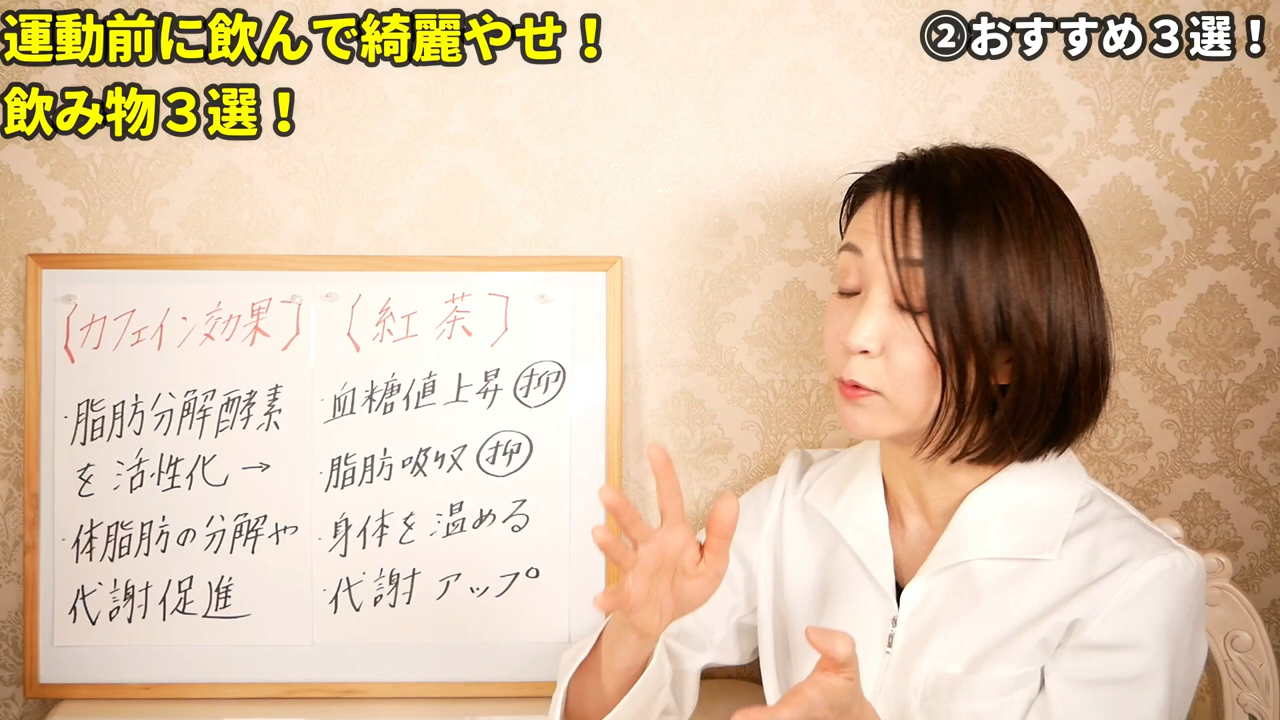 運動前に飲んで綺麗やせ！
飲み物３選！
②おすすめ３選！
〔カフェイン効果〕
・脂肪分解酵素
を活性化→
・体脂肪の分解や
代謝促進
〔紅茶〕
・血糖値上昇㊥抑
・脂肪吸収 抑
・身体を温める
・代謝アップ